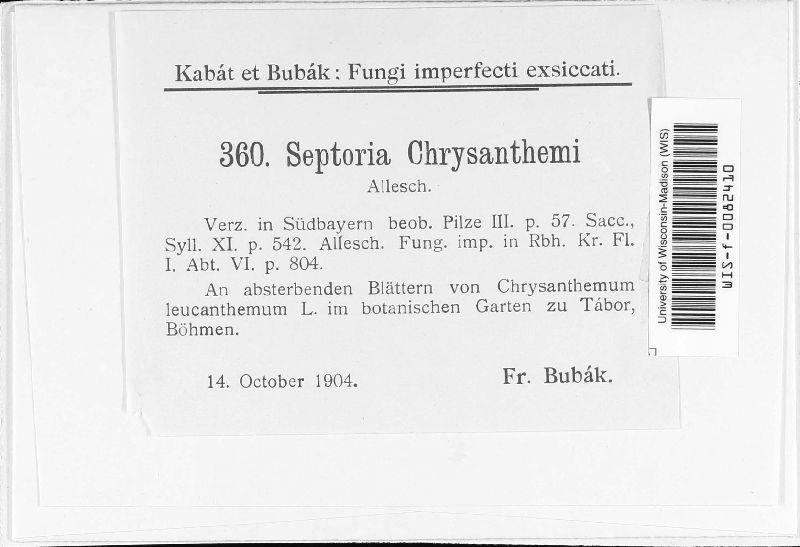 Kabát et Bubák: Fungi imperfecti exsiccati.
360. Septoria Chrysanthemi
Allesch.
Verz. in Südbayern beob. Pilze III. p. 57. Sacc.,
Syll. XI. p. 542. Allesch. Fung. imp. in Rbh. Kr. Fl.
I. Abt. VI. p. 804.
An absterbenden Blättern von Chrysanthemum
leucanthemum L. im botanischen Garten zu Tábor,
Böhmen.
14. October 1904.
Fr. Bubák.
University of Wisconsin-Madison (WIS)
WIS-f-0082410